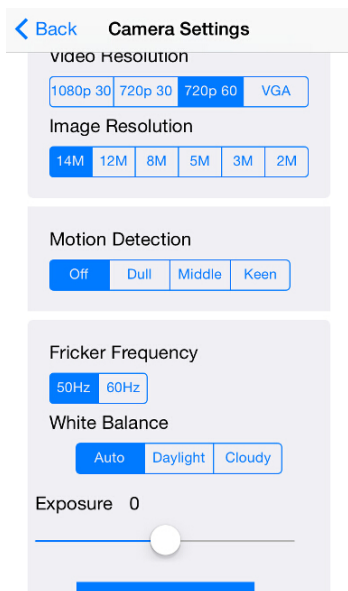 Back Camera Settings
Video Resolution
1080p 30 720p 30 720p 60 VGA
Image Resolution
14M 12M 8M 5M 3M 2M
Motion Detection
Off Dull Middle Keen
Fricker Frequency
50Hz 60Hz
White Balance
Auto Daylight Cloudy
Exposure 0